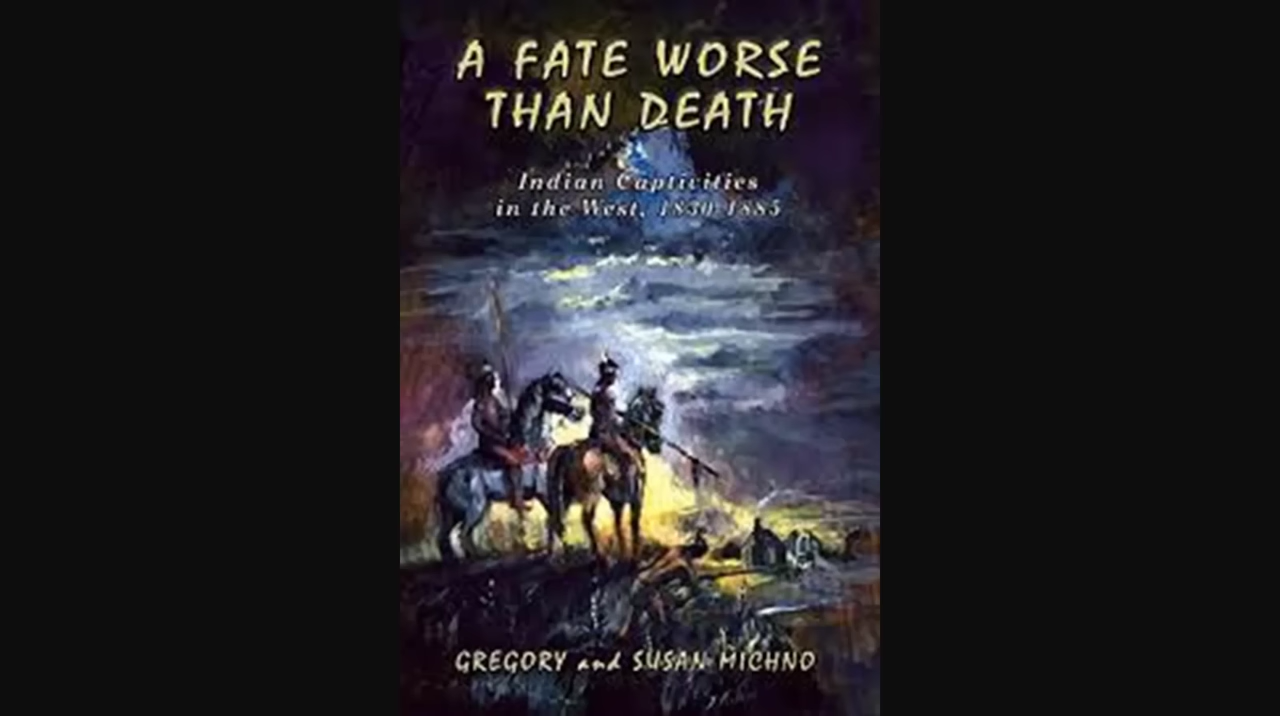 A FATE WORSE
THAN DEATH
Indian Captivities
in the West, 1830-1885
GREGORY and SUSAN MICHNO